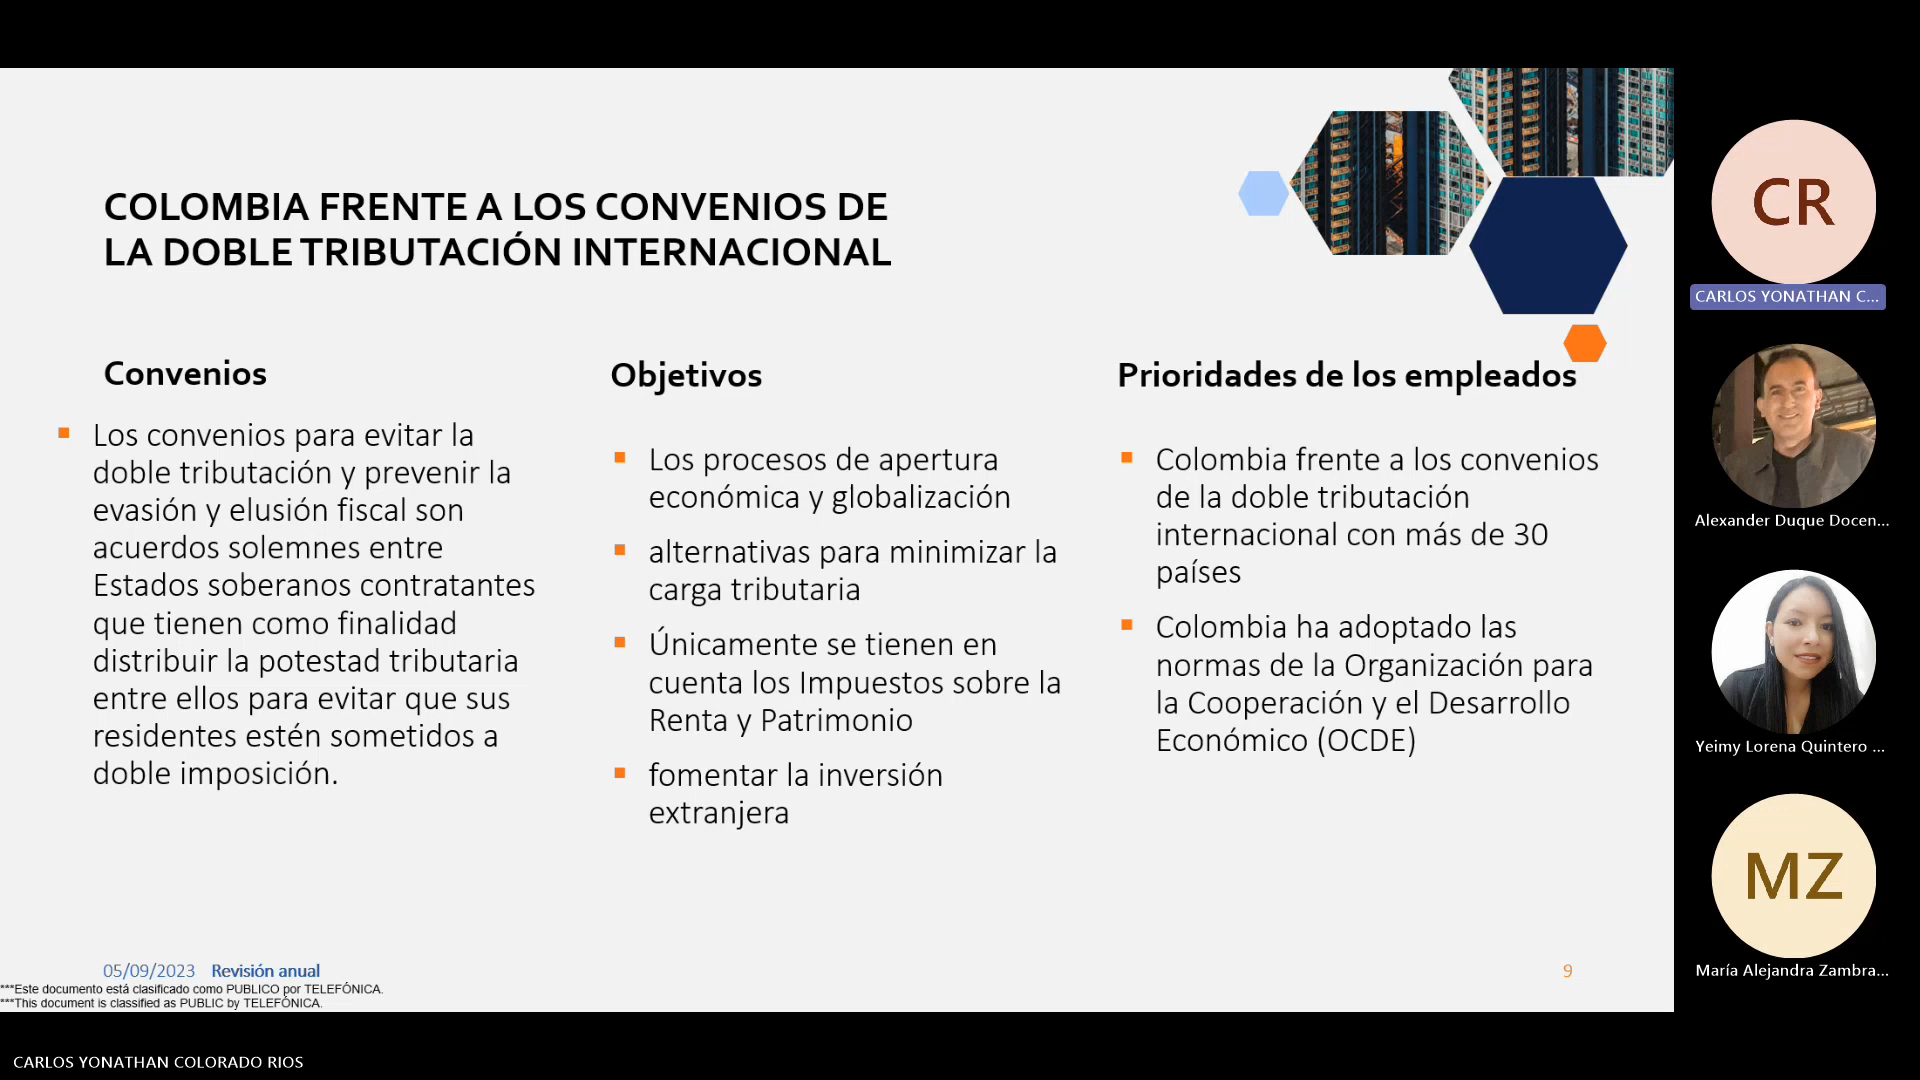 COLOMBIA FRENTE A LOS CONVENIOS DE
LA DOBLE TRIBUTACIÓN INTERNACIONAL
Convenios
Los convenios para evitar la
doble tributación y prevenir la
evasión y elusión fiscal son
acuerdos solemnes entre
Estados soberanos contratantes
que tienen como finalidad
distribuir la potestad tributaria
entre ellos para evitar que sus
residentes estén sometidos a
doble imposición.
Objetivos
Los procesos de apertura
económica y globalización
alternativas para minimizar la
carga tributaria
Únicamente se tienen en
cuenta los Impuestos sobre la
Renta y Patrimonio
fomentar la inversión
extranjera
Prioridades de los empleados
Colombia frente a los convenios
de la doble tributación
internacional con más de 30
países
Colombia ha adoptado las
normas de la Organización para
la Cooperación y el Desarrollo
Económico (OCDE)
05/09/2023 Revisión anual
9
***Este documento está clasificado como PUBLICO por TELEFÓNICA.
***This document is classified as PUBLIC by TELEFÓNICA.
CR
CARLOS YONATHAN C...
Alexander Duque Docen...
Yeimy Lorena Quintero ...
MZ
María Alejandra Zambra...
CARLOS YONATHAN COLORADO RIOS